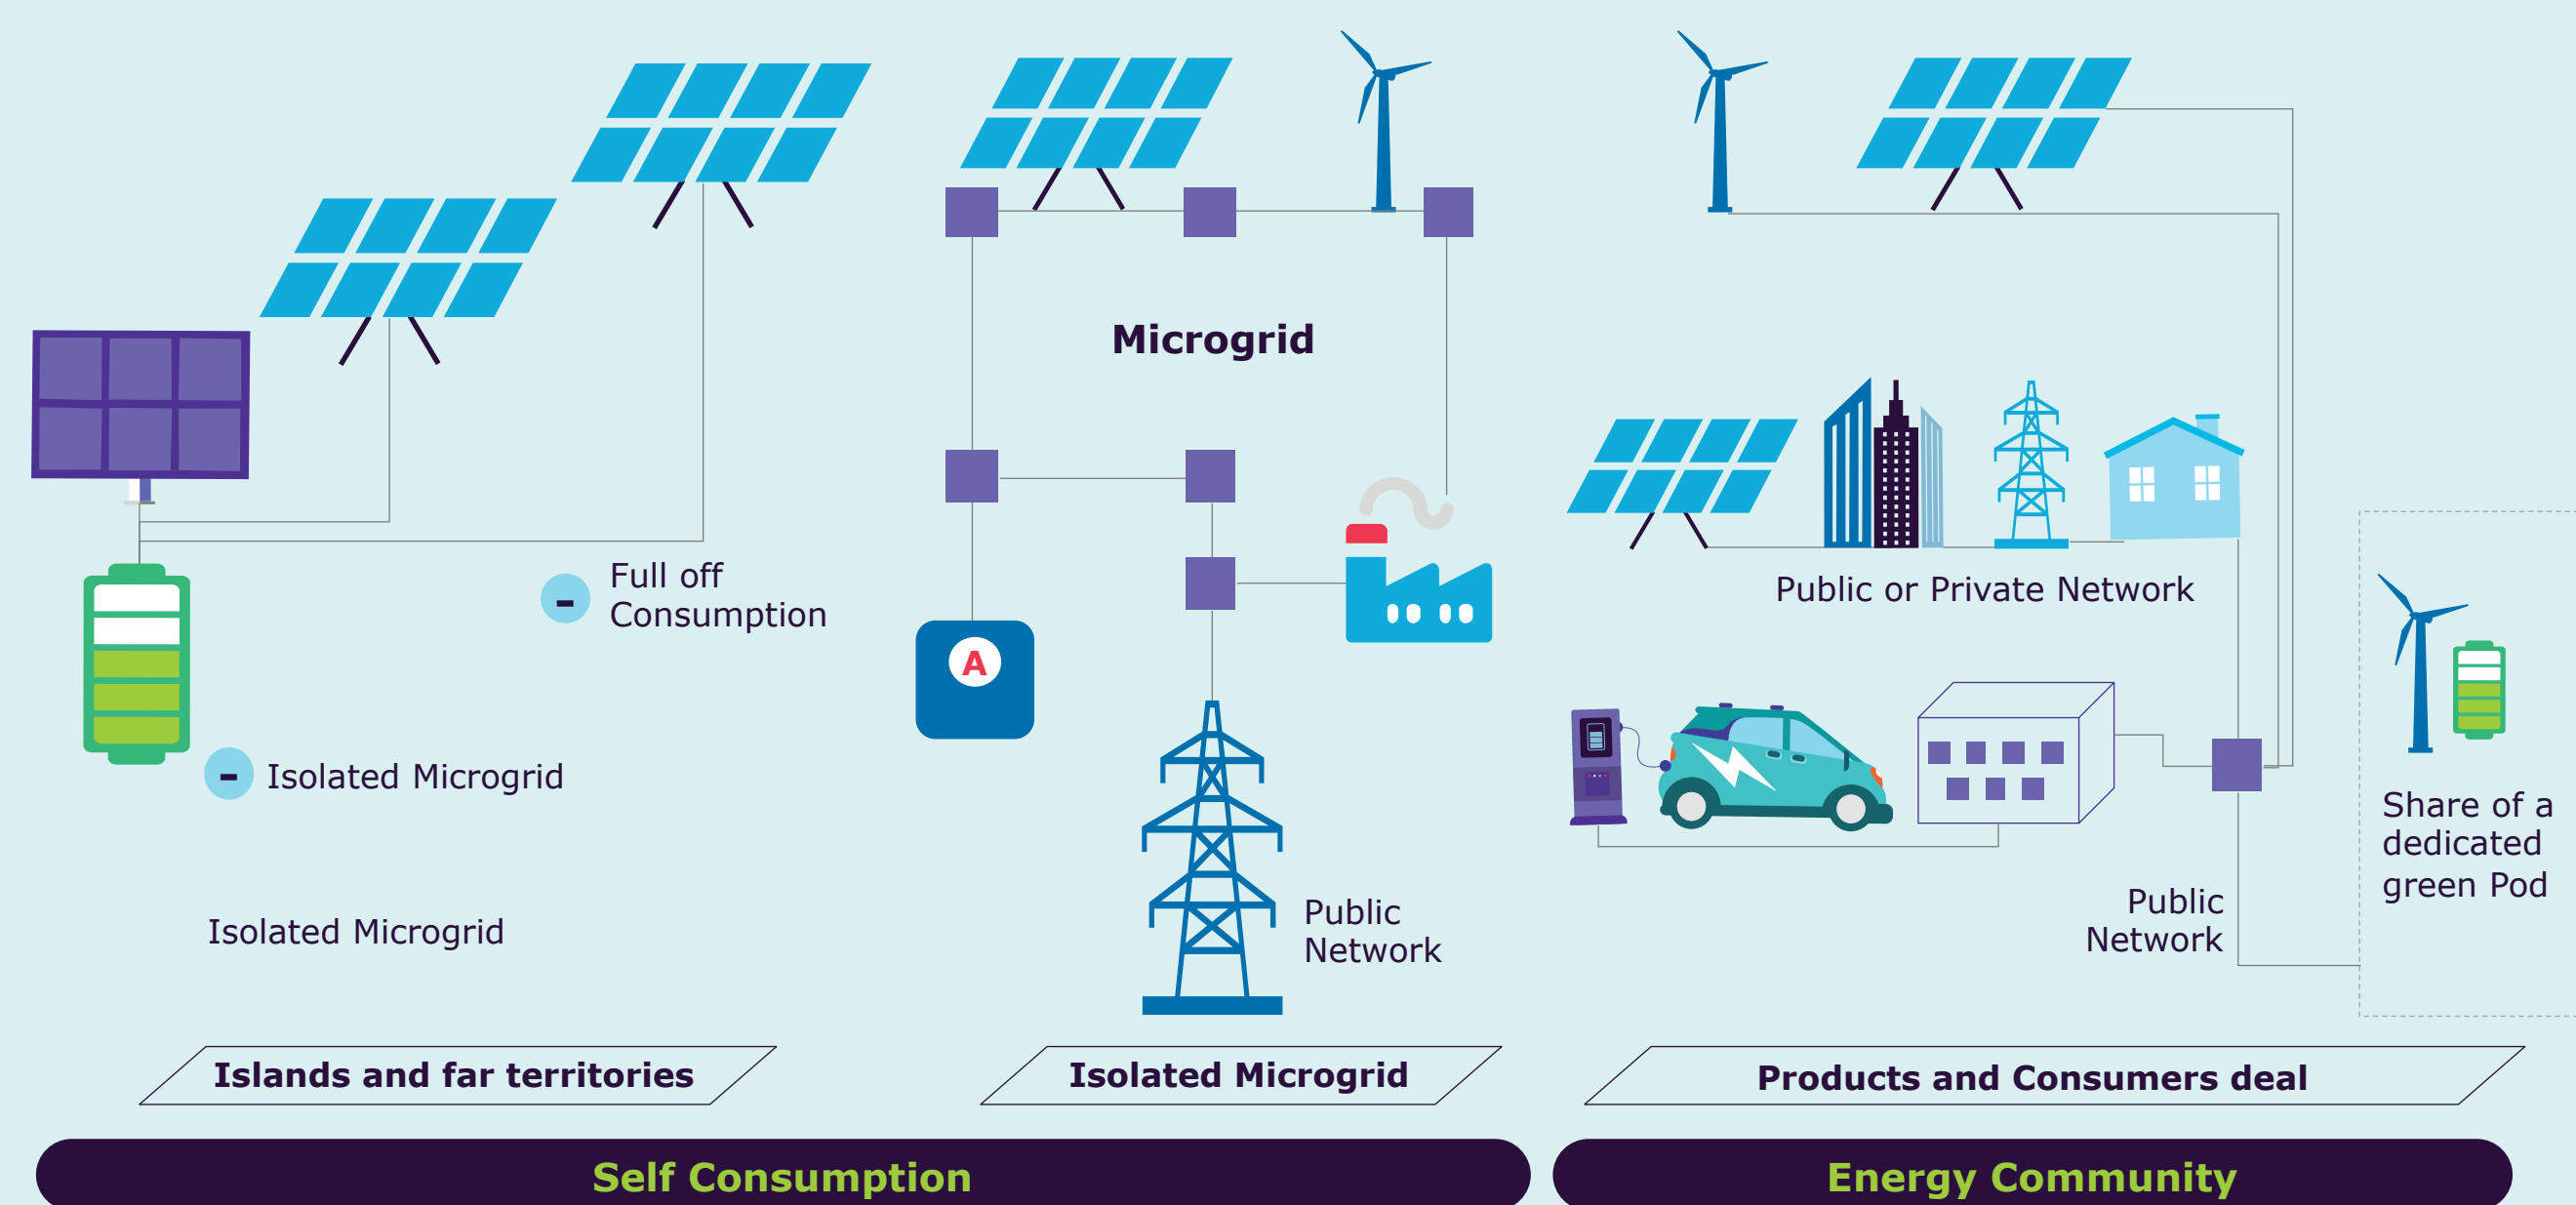 Microgrid
-
Full off
Consumption
A
-
Isolated Microgrid
Isolated Microgrid
Public
Network
Public or Private Network
Share of a
dedicated
green Pod
Public
Network
Islands and far territories
Isolated Microgrid
Products and Consumers deal
Self Consumption
Energy Community